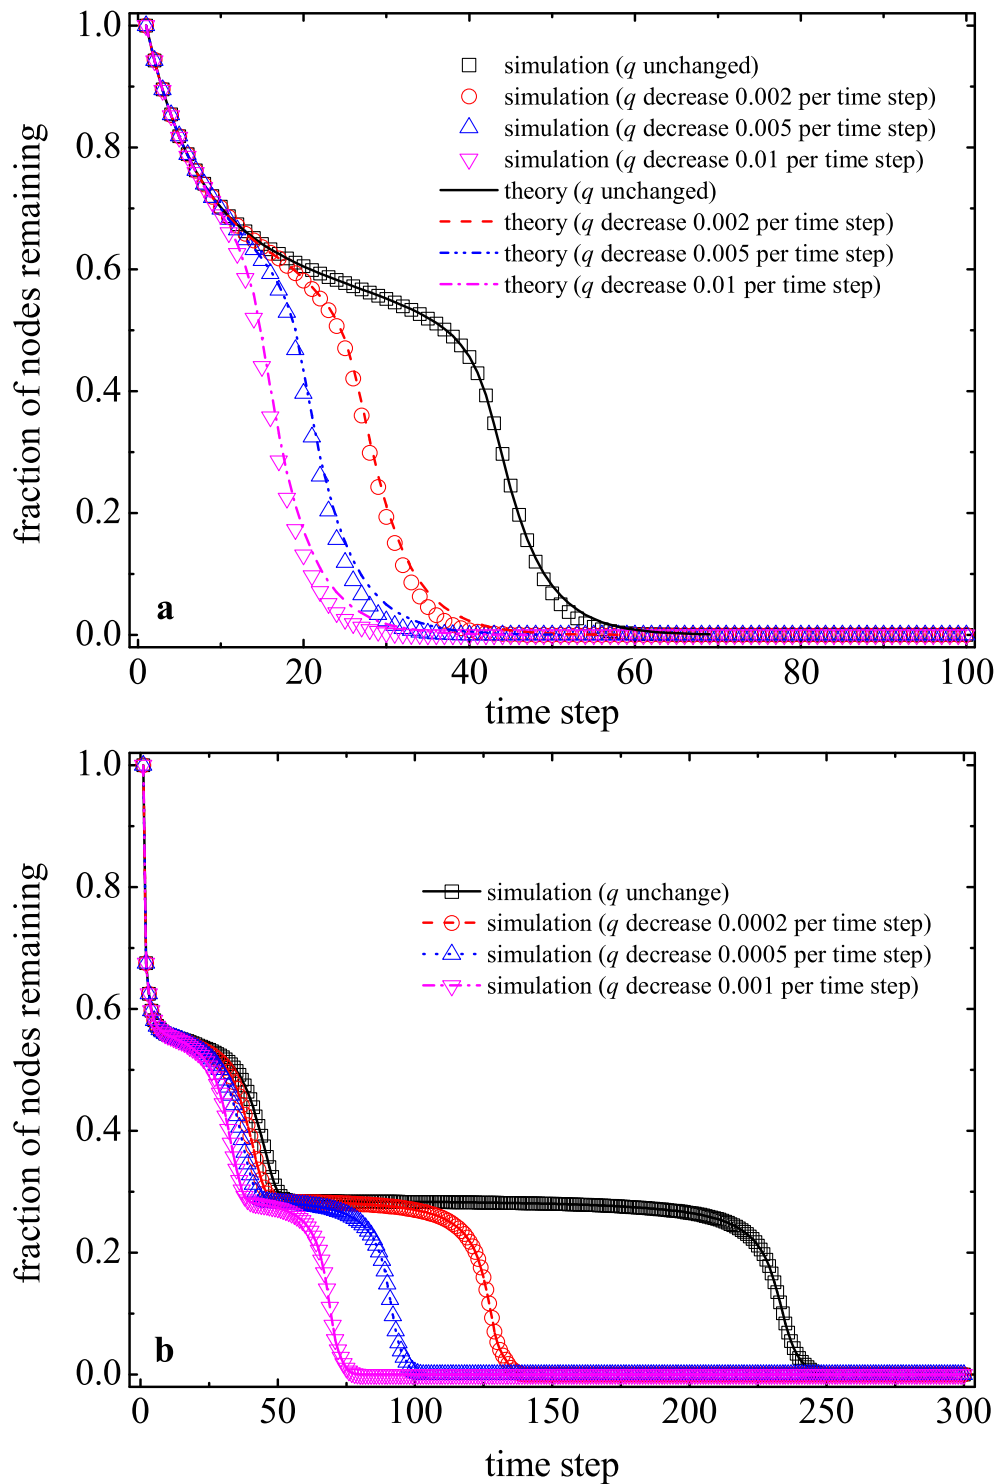 1.0
0.8
0.6
0.4
0.2
0.0
fraction of nodes remaining
simulation (q unchanged)
simulation (q decrease 0.002 per time step)
simulation (q decrease 0.005 per time step)
simulation (q decrease 0.01 per time step)
theory (q unchanged)
theory (q decrease 0.002 per time step)
theory (q decrease 0.005 per time step)
theory (q decrease 0.01 per time step)
a
0 20 40 60 80 100
time step
1.0
0.8
0.6
0.4
0.2
0.0
fraction of nodes remaining
simulation (q unchange)
simulation (q decrease 0.0002 per time step)
simulation (q decrease 0.0005 per time step)
simulation (q decrease 0.001 per time step)
b
0 50 100 150 200 250 300
time step